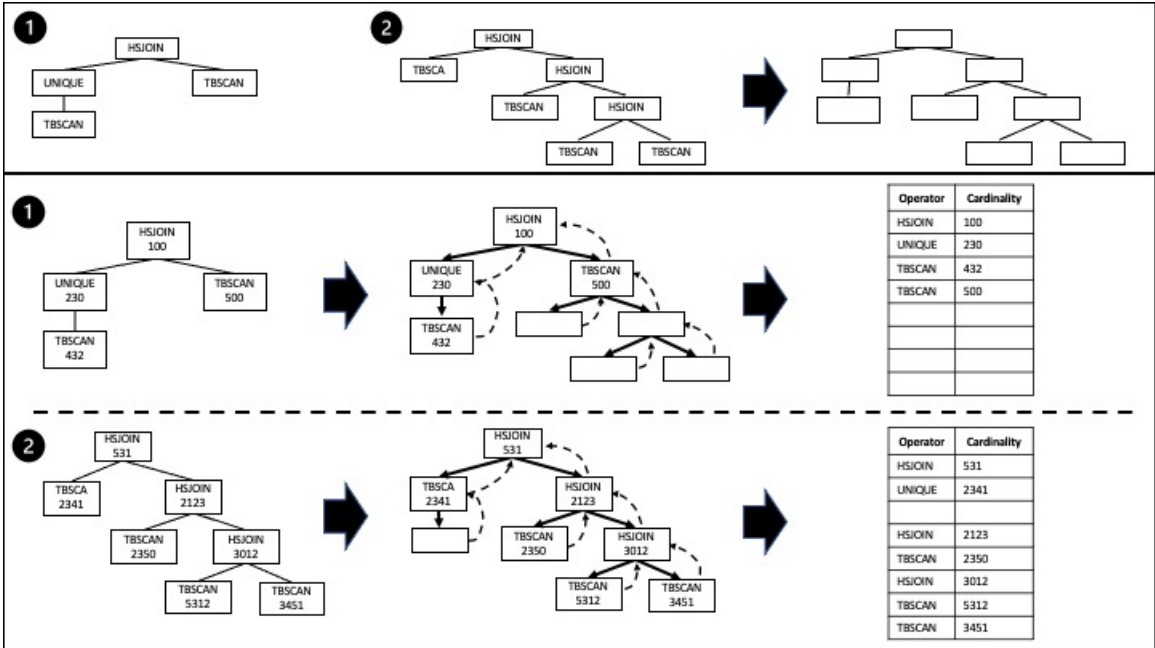 1
HSJOIN
UNIQUE
TBSCAN
TBSCAN
2
HSJOIN
TBSCA
HSJOIN
TBSCAN
HSJOIN
TBSCAN
TBSCAN
1
HSJOIN
100
UNIQUE
230
TBSCAN
500
TBSCAN
432
HSJOIN
100
UNIQUE
230
TBSCAN
500
TBSCAN
432
Operator Cardinality
HSJOIN 100
UNIQUE 230
TBSCAN 432
TBSCAN 500
2
HSJOIN
531
TBSCA
2341
HSJOIN
2123
TBSCAN
2350
HSJOIN
3012
TBSCAN
5312
TBSCAN
3451
HSJOIN
531
TBSCA
2341
HSJOIN
2123
TBSCAN
2350
HSJOIN
3012
TBSCAN
5312
TBSCAN
3451
Operator Cardinality
HSJOIN 531
UNIQUE 2341
HSJOIN 2123
TBSCAN 2350
HSJOIN 3012
TBSCAN 5312
TBSCAN 3451